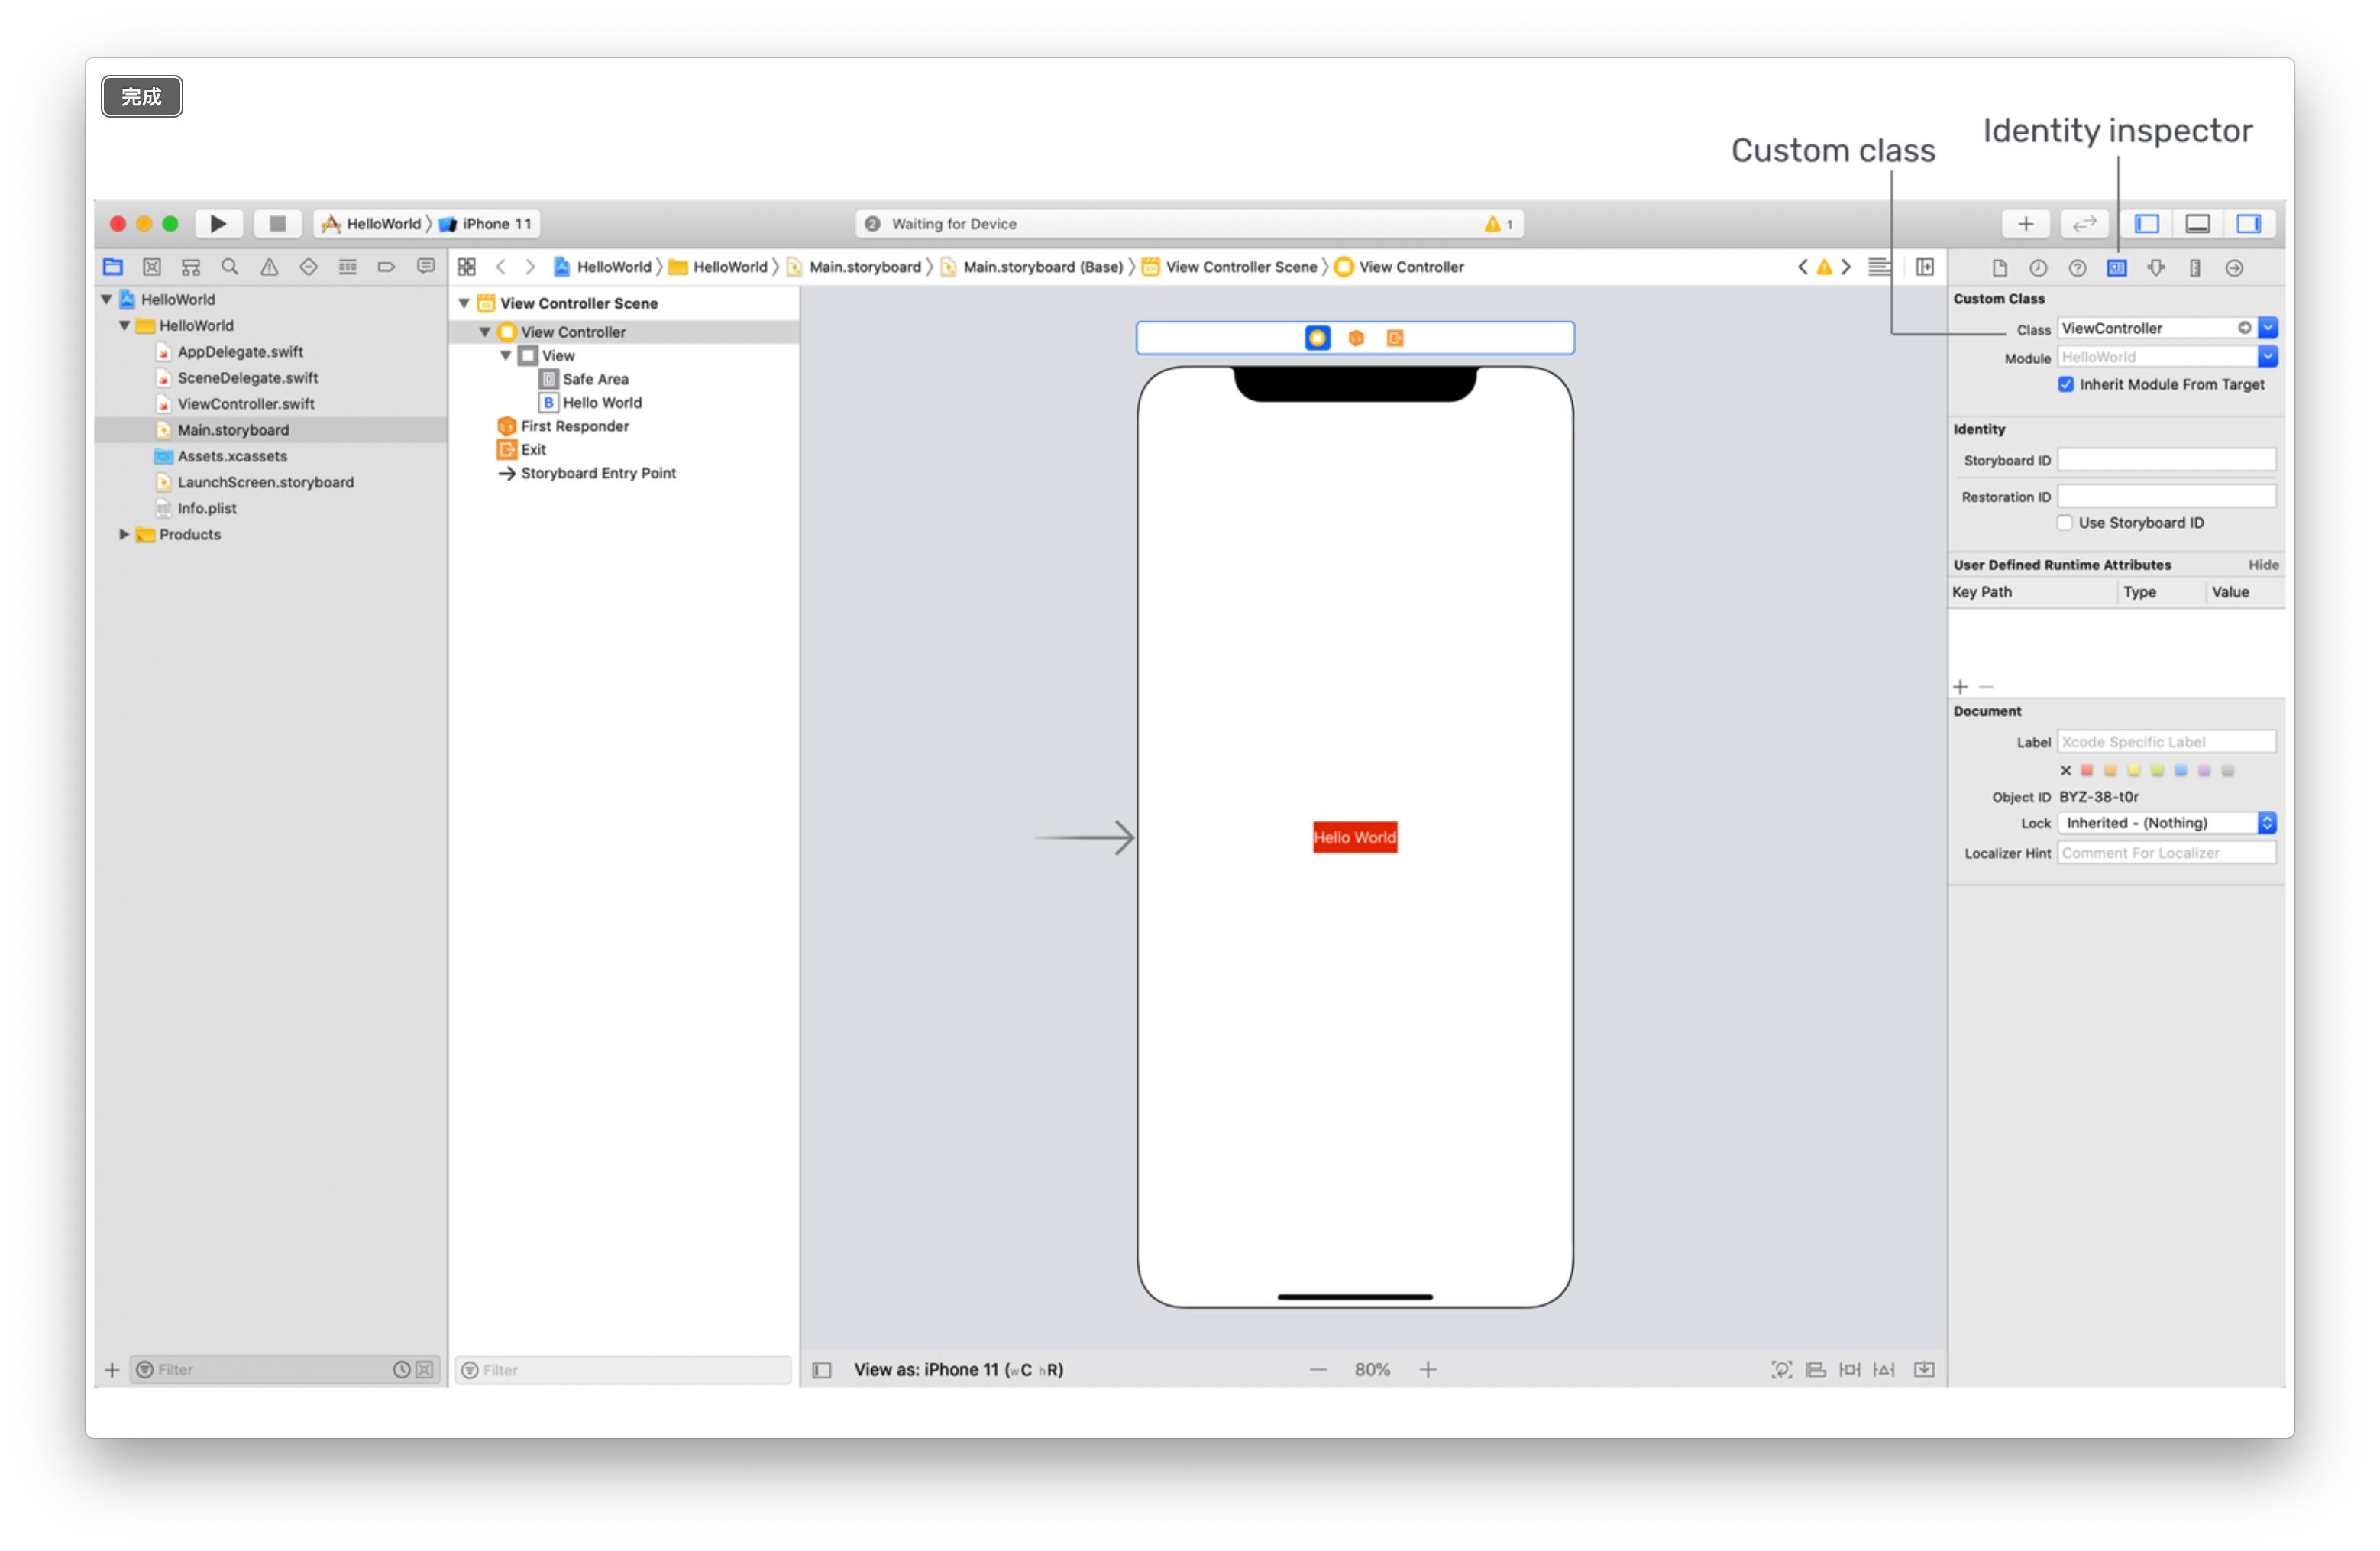 完成
Identity inspector
Custom class
HelloWorld
iPhone 11
2
Waiting for Device
1
HelloWorld
HelloWorld
Main.storyboard
Main.storyboard (Base)
View Controller Scene
View Controller
HelloWorld
HelloWorld
AppDelegate.swift
SceneDelegate.swift
ViewController.swift
Main.storyboard
Assets.xcassets
LaunchScreen.storyboard
Info.plist
Products
Filter
View Controller Scene
View Controller
View
Safe Area
B Hello World
First Responder
Exit
Storyboard Entry Point
Filter
Hello World
View as: iPhone 11 (wC hR)
80%
Custom Class
Class ViewController
Module HelloWorld
Inherit Module From Target
Identity
Storyboard ID
Restoration ID
Use Storyboard ID
User Defined Runtime Attributes Hide
Key Path Type Value
Document
Label Xcode Specific Label
Object ID BYZ-38-t0r
Lock Inherited - (Nothing)
Localizer Hint Comment For Localizer